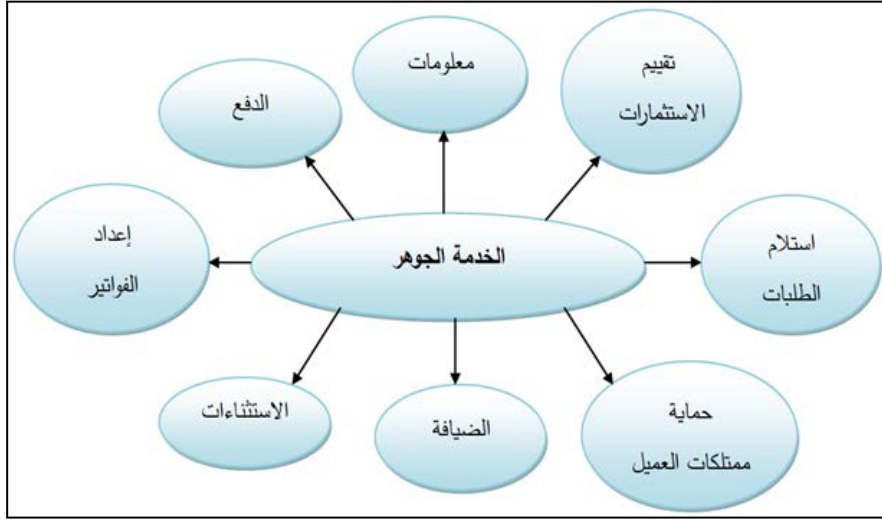 معلومات
تقييم
الاستثمارات
الدفع
استلام
الطلبات
الخدمة الجوهر
إعداد
الفواتير
حماية
ممتلكات العميل
الضيافة
الاستثناءات